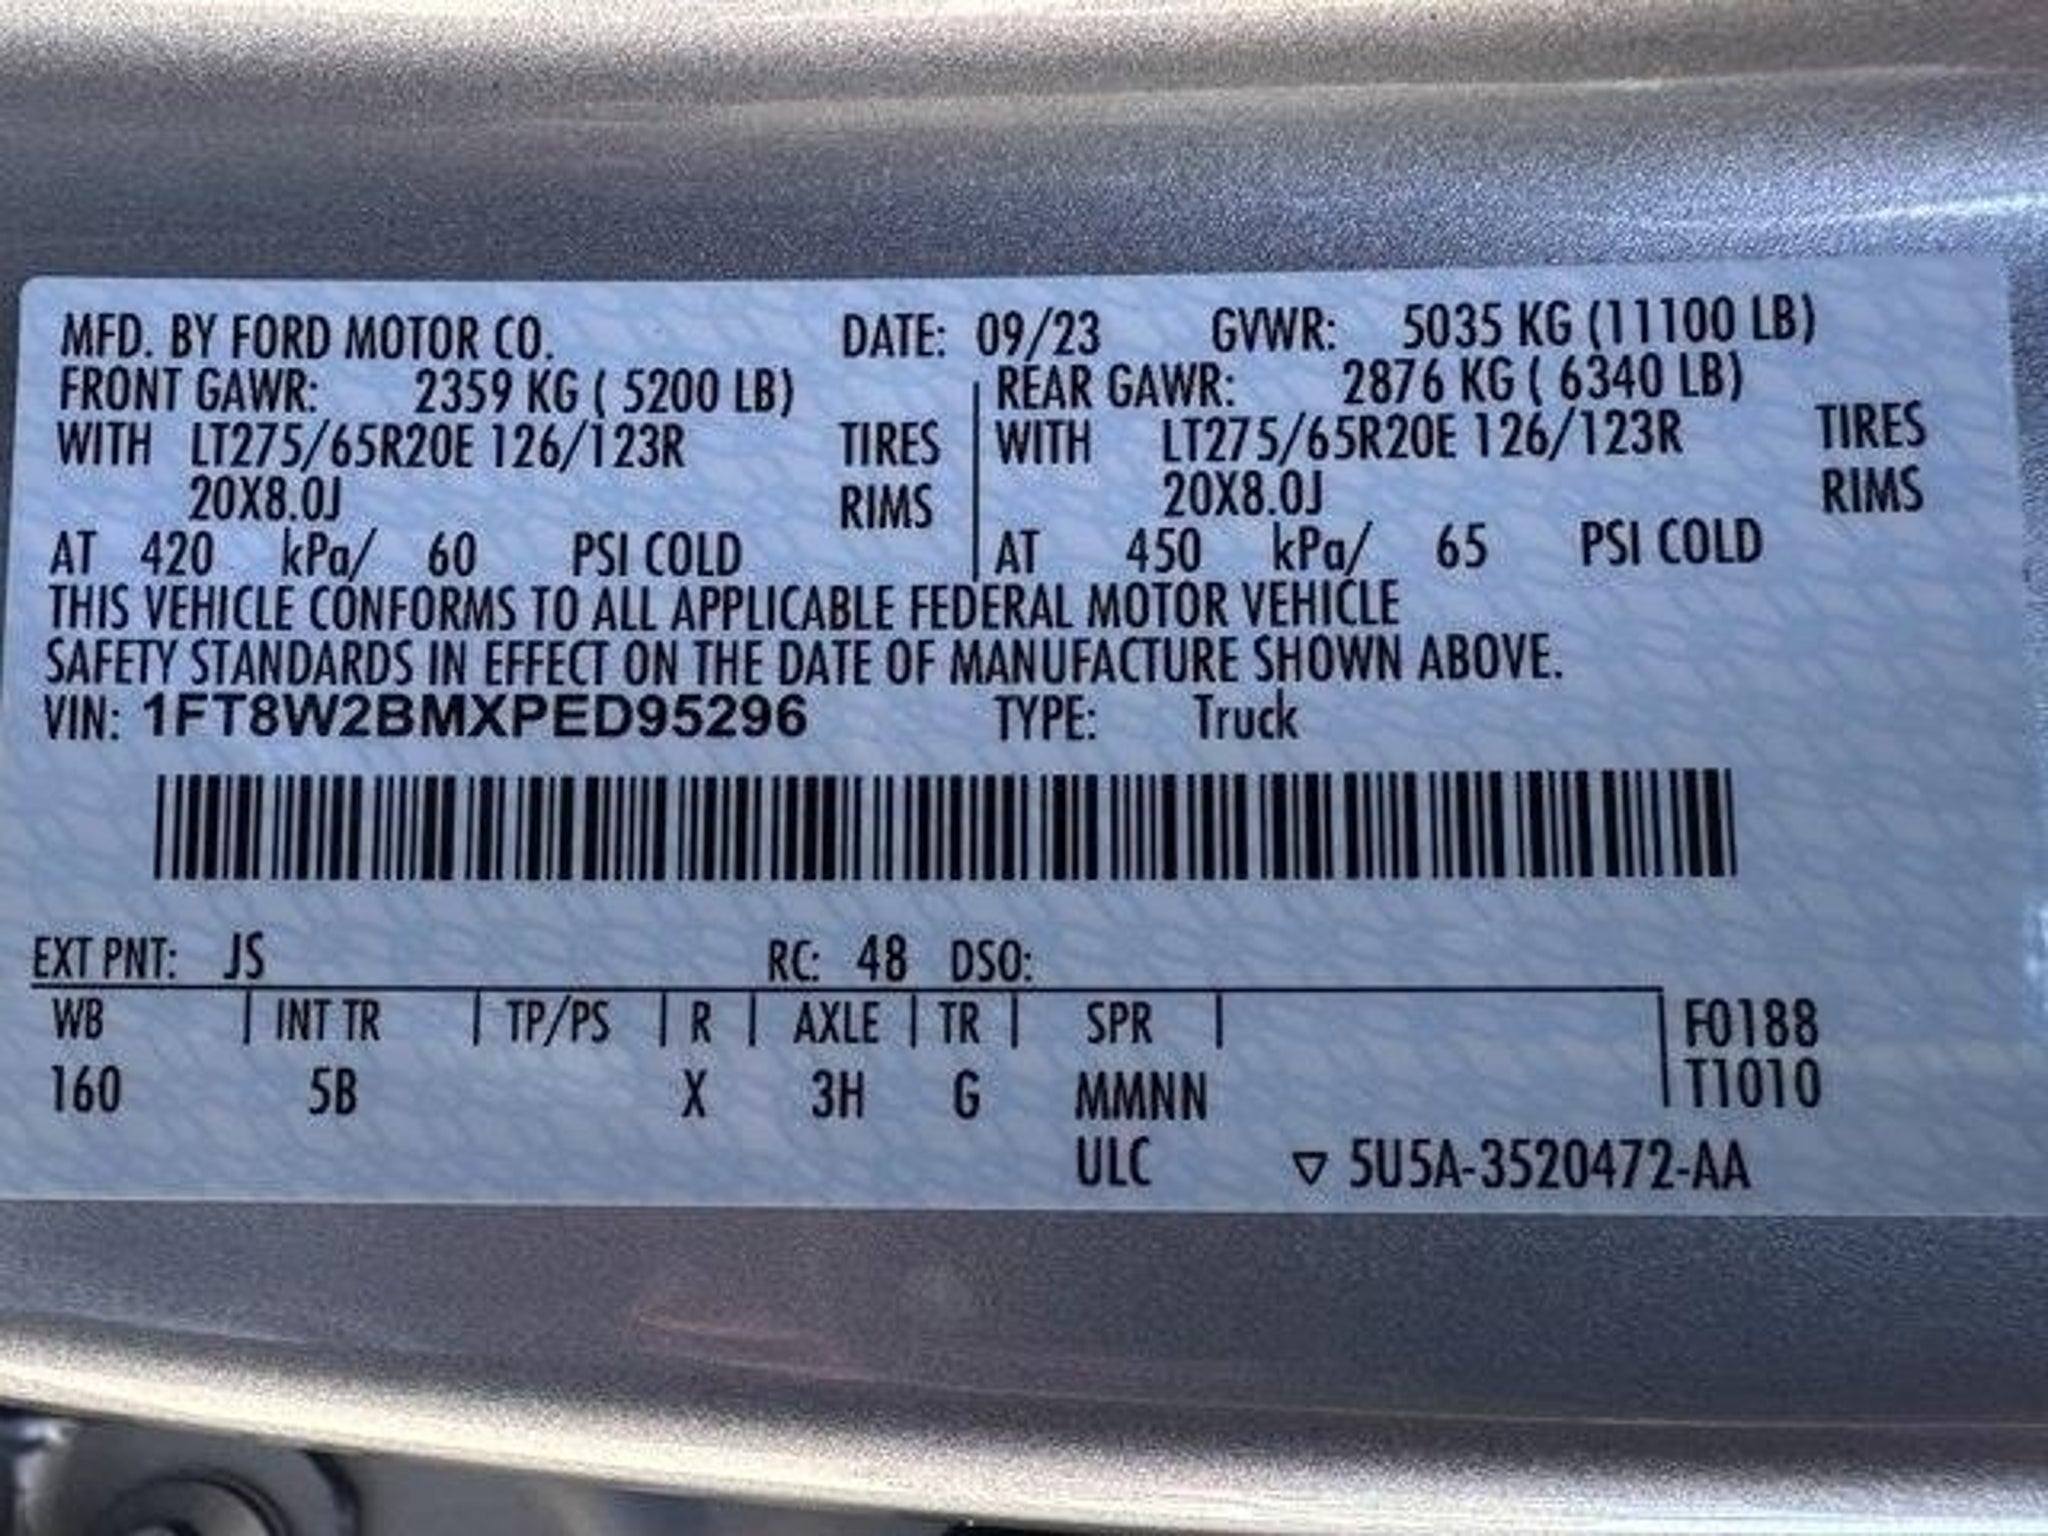 MFD. BY FORD MOTOR CO. DATE: 09/23 GVWR: 5035 KG (11100 LB)
FRONT GAWR: 2359 KG ( 5200 LB) REAR GAWR: 2876 KG ( 6340 LB)
WITH LT275/65R20E 126/123R TIRES WITH LT275/65R20E 126/123R TIRES
20X8.0J RIMS 20X8.0J RIMS
AT 420 kPa/ 60 PSI COLD AT 450 kPa/ 65 PSI COLD
THIS VEHICLE CONFORMS TO ALL APPLICABLE FEDERAL MOTOR VEHICLE
SAFETY STANDARDS IN EFFECT ON THE DATE OF MANUFACTURE SHOWN ABOVE.
VIN: 1FT8W2BMXPED95296 TYPE: Truck
EXT PNT: JS RC: 48 DSO:
WB INT TR TP/PS R AXLE TR SPR F0188
160 5B X 3H G MMNN T1010
ULC ▽ 5U5A-3520472-AA